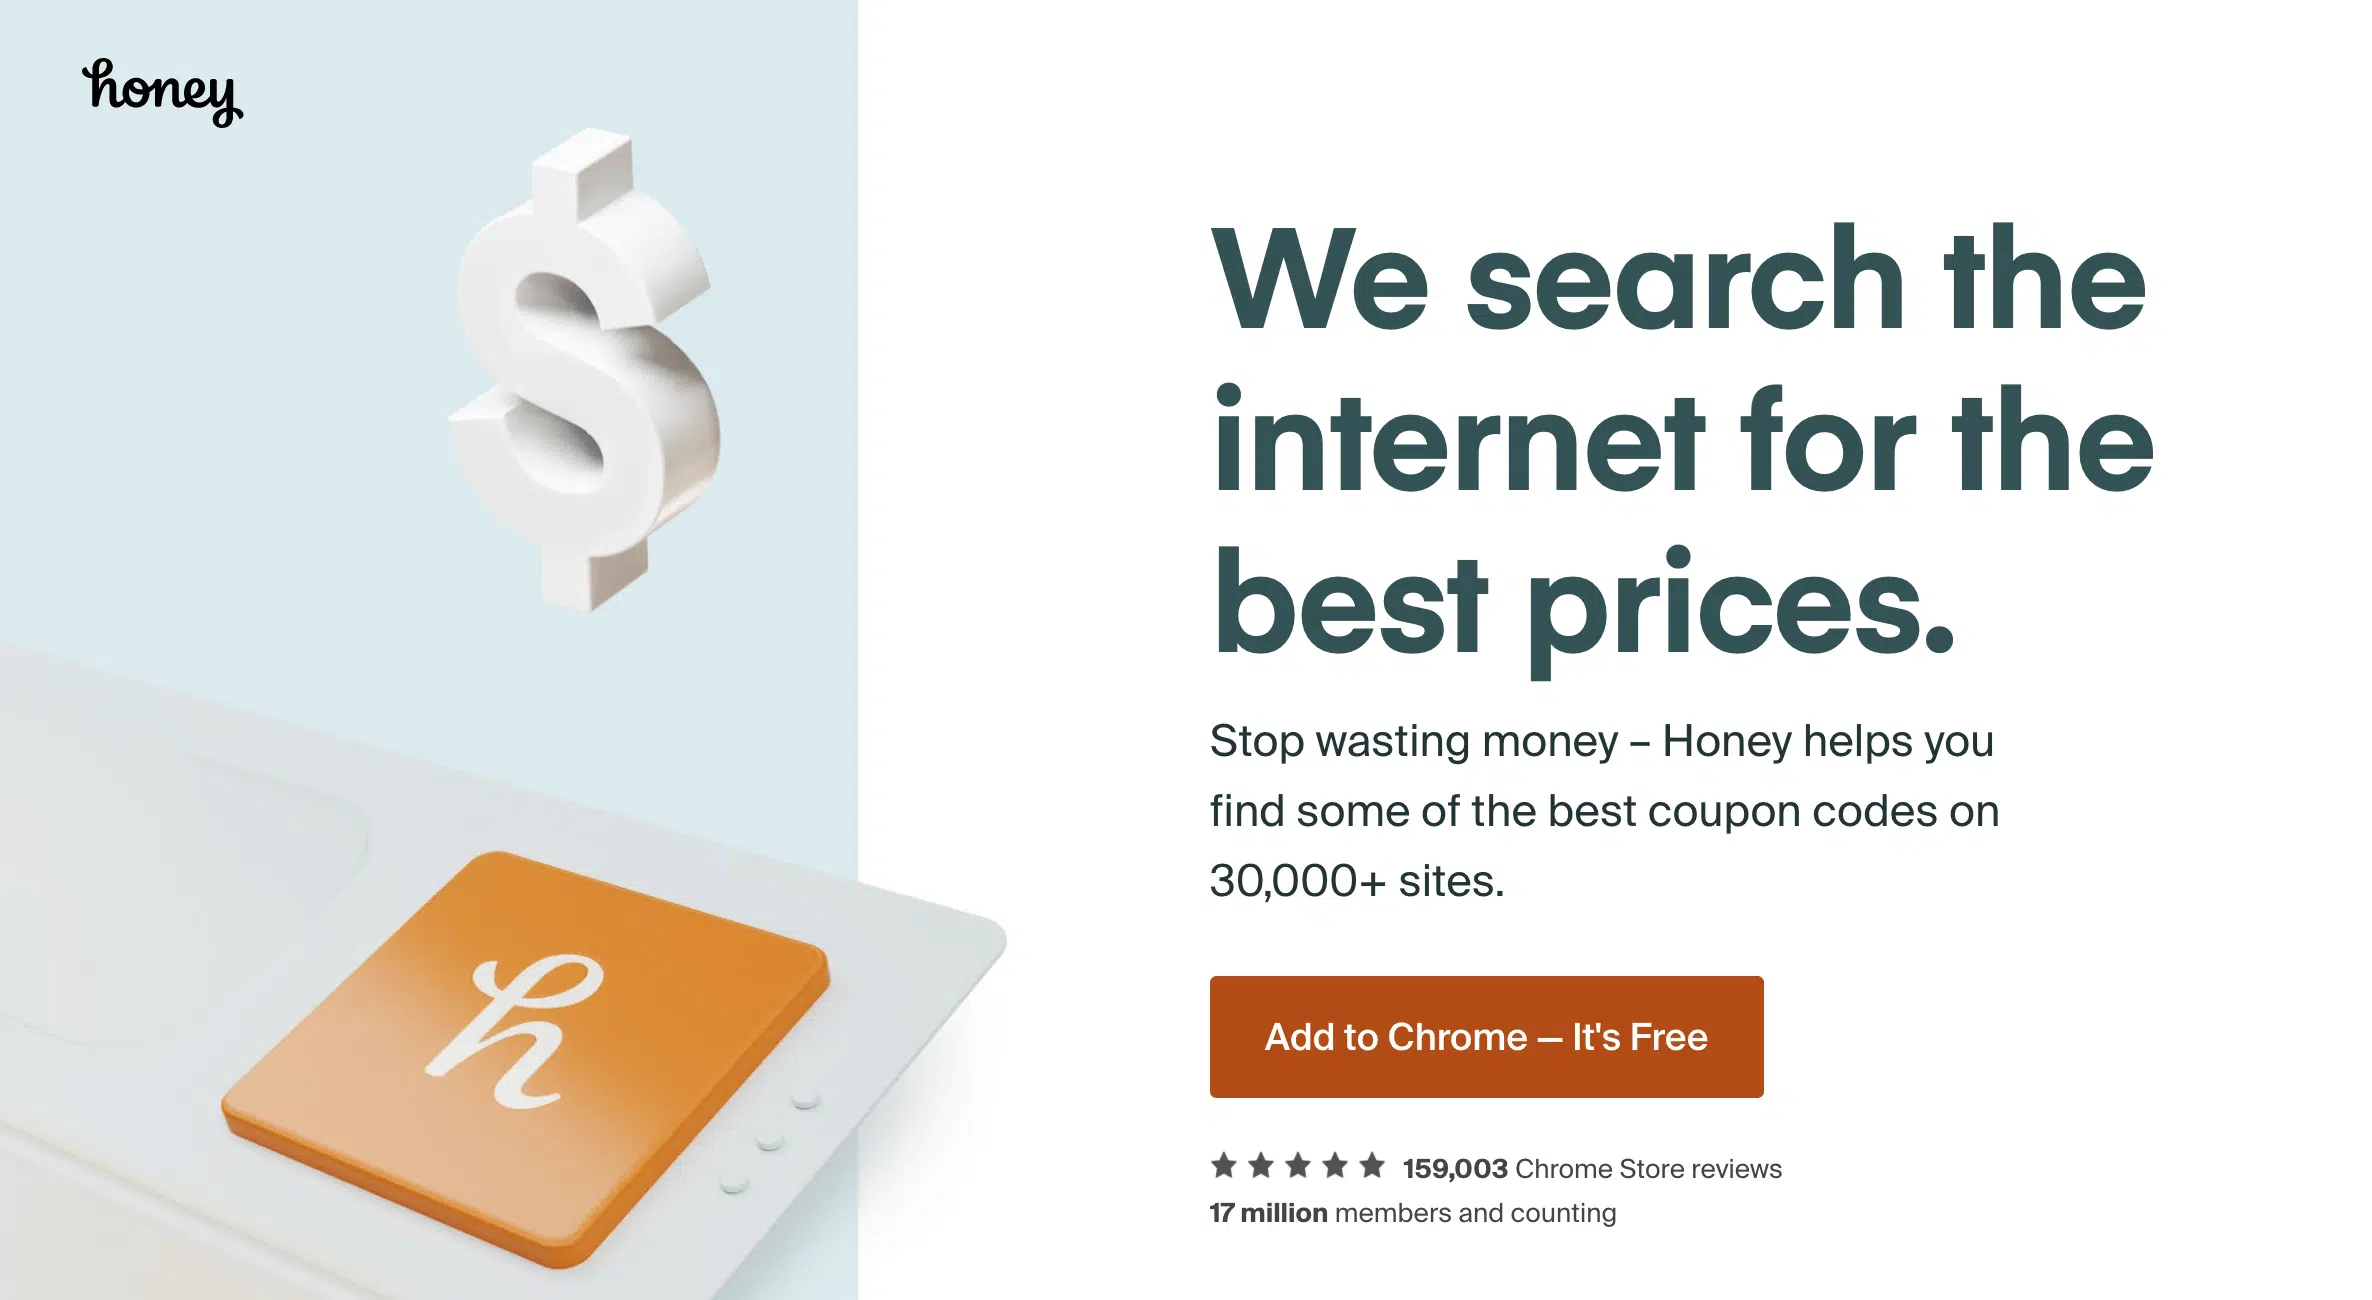 honey
We search the
internet for the
best prices.
Stop wasting money – Honey helps you
find some of the best coupon codes on
30,000+ sites.
h
Add to Chrome — It's Free
159,003 Chrome Store reviews
17 million members and counting